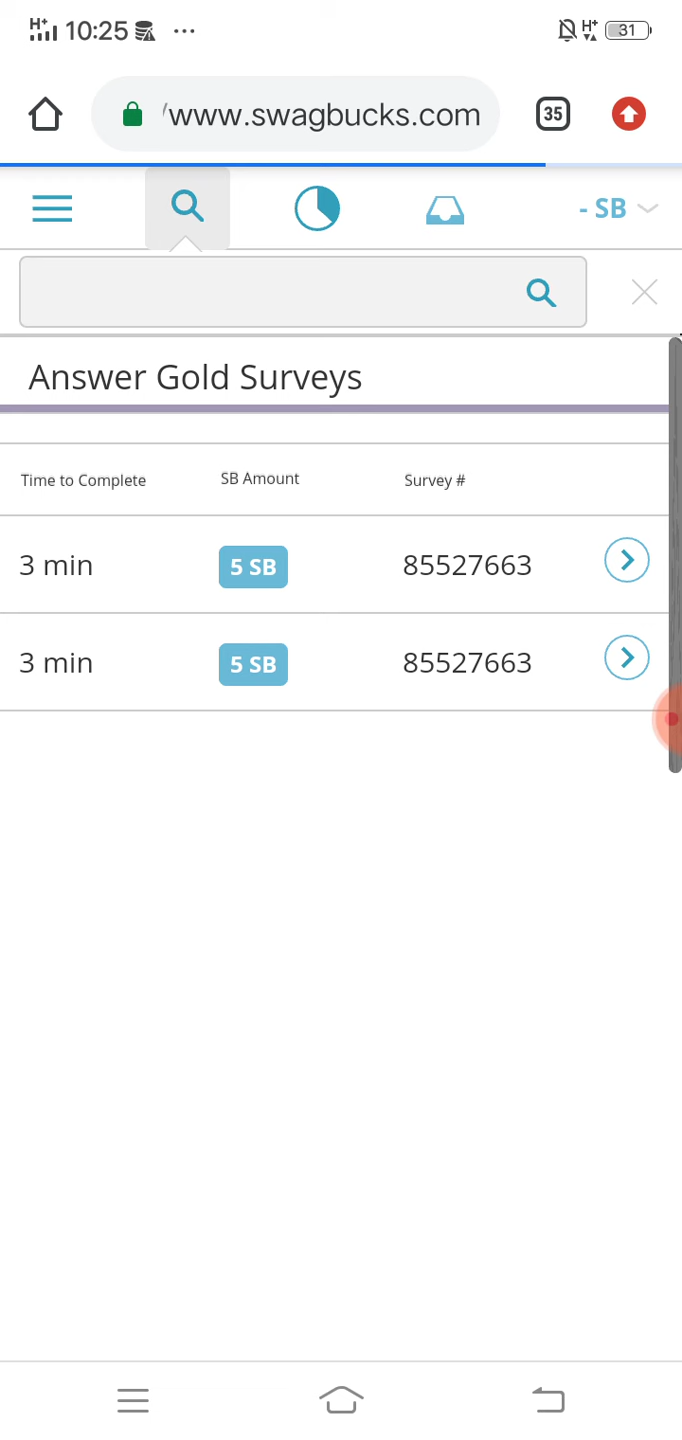 H+ 10:25 ... H+ 31
/www.swagbucks.com 35
- SB
Answer Gold Surveys
Time to Complete SB Amount Survey #
3 min 5 SB 85527663
3 min 5 SB 85527663